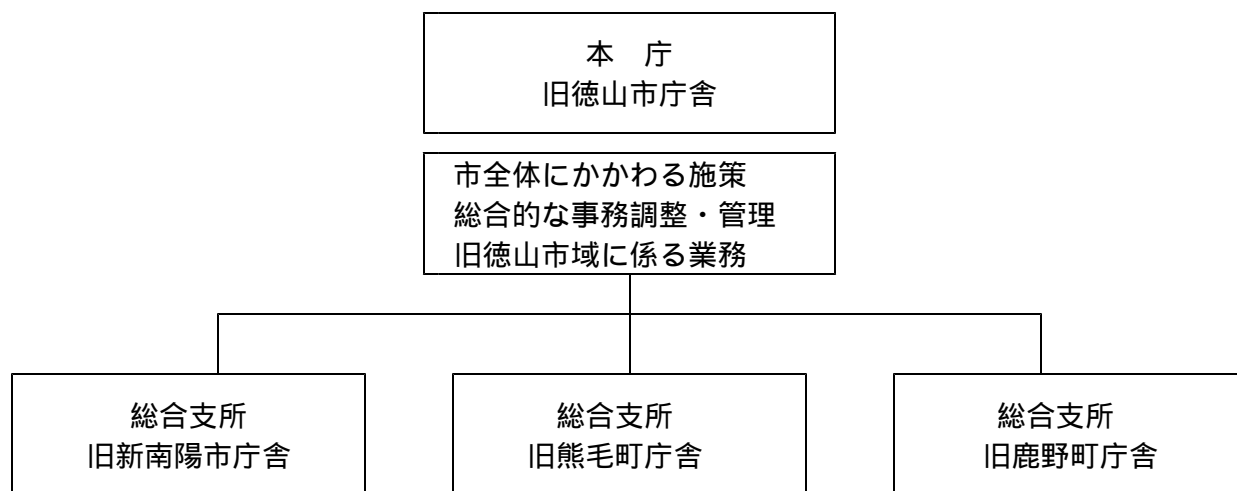 本　庁
旧徳山市庁舎
市全体にかかわる施策
総合的な事務調整・管理
旧徳山市域に係る業務
総合支所
旧新南陽市庁舎
総合支所
旧熊毛町庁舎
総合支所
旧鹿野町庁舎